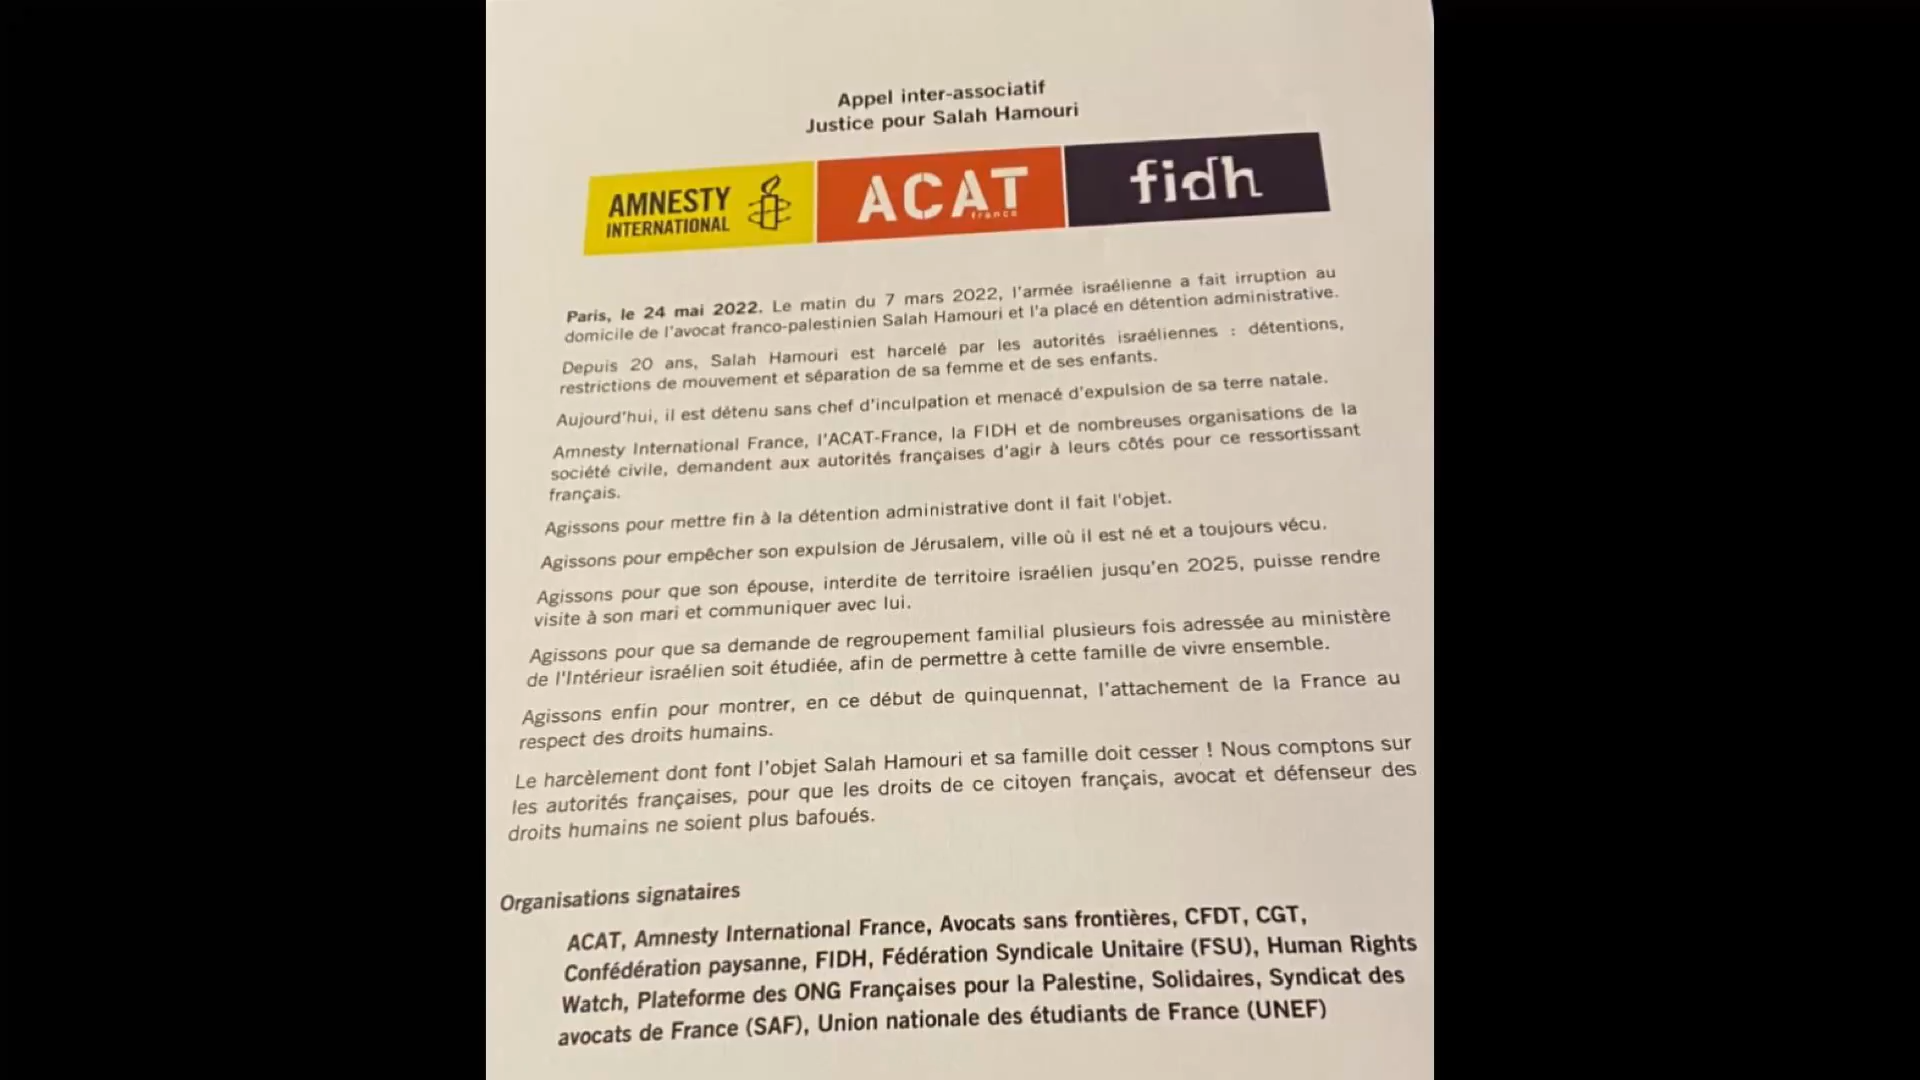 Appel inter-associatif
Justice pour Salah Hamouri
AMNESTY
INTERNATIONAL
ACAT
france
fidh
Paris, le 24 mai 2022. Le matin du 7 mars 2022, l'armée israélienne a fait irruption au
domicile de l'avocat franco-palestinien Salah Hamouri et l'a placé en détention administrative.
Depuis 20 ans, Salah Hamouri est harcelé par les autorités israéliennes : détentions,
restrictions de mouvement et séparation de sa femme et de ses enfants.
Aujourd'hui, il est détenu sans chef d'inculpation et menacé d'expulsion de sa terre natale.
Amnesty International France, l'ACAT-France, la FIDH et de nombreuses organisations de la
société civile, demandent aux autorités françaises d'agir à leurs côtés pour ce ressortissant
français.
Agissons pour mettre fin à la détention administrative dont il fait l'objet.
Agissons pour empêcher son expulsion de Jérusalem, ville où il est né et a toujours vécu.
Agissons pour que son épouse, interdite de territoire israélien jusqu'en 2025, puisse rendre
visite à son mari et communiquer avec lui.
Agissons pour que sa demande de regroupement familial plusieurs fois adressée au ministère
de l'Intérieur israélien soit étudiée, afin de permettre à cette famille de vivre ensemble.
Agissons enfin pour montrer, en ce début de quinquennat, l'attachement de la France au
respect des droits humains.
Le harcèlement dont font l'objet Salah Hamouri et sa famille doit cesser ! Nous comptons sur
les autorités françaises, pour que les droits de ce citoyen français, avocat et défenseur des
droits humains ne soient plus bafoués.
Organisations signataires
ACAT, Amnesty International France, Avocats sans frontières, CFDT, CGT,
Confédération paysanne, FIDH, Fédération Syndicale Unitaire (FSU), Human Rights
Watch, Plateforme des ONG Françaises pour la Palestine, Solidaires, Syndicat des
avocats de France (SAF), Union nationale des étudiants de France (UNEF)